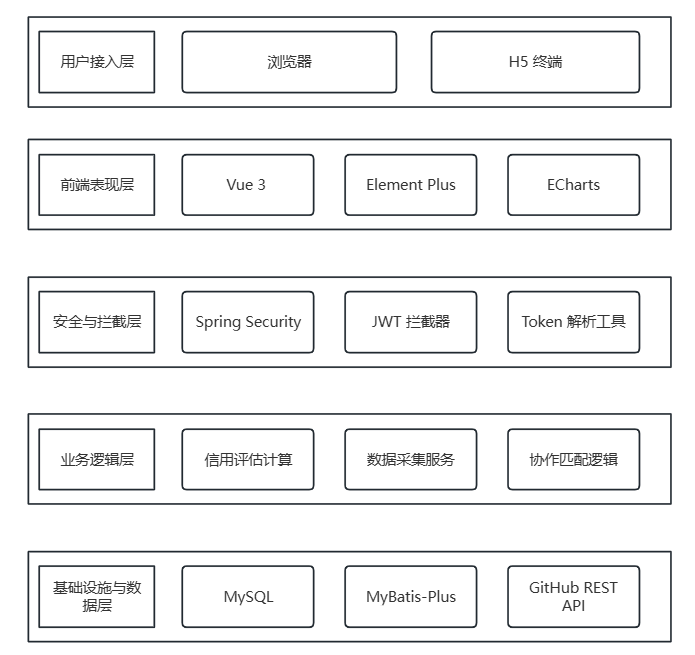 用户接入层
浏览器
H5 终端
前端表现层
Vue 3
Element Plus
ECharts
安全与拦截层
Spring Security
JWT 拦截器
Token 解析工具
业务逻辑层
信用评估计算
数据采集服务
协作匹配逻辑
基础设施与数
据层
MySQL
MyBatis-Plus
GitHub REST
API